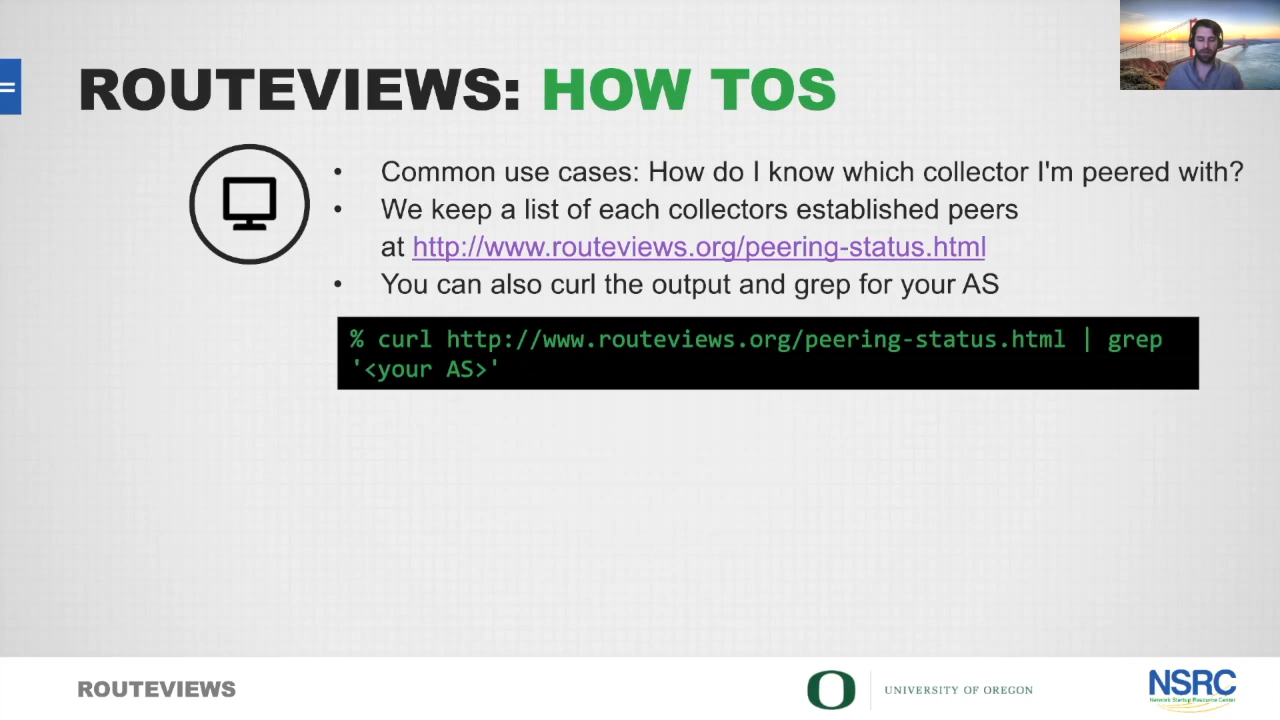 ROUTEVIEWS: HOW TOS
• Common use cases: How do I know which collector I'm peered with?
• We keep a list of each collectors established peers
at http://www.routeviews.org/peering-status.html
• You can also curl the output and grep for your AS
% curl http://www.routeviews.org/peering-status.html | grep
'<your AS>'
ROUTEVIEWS
O
UNIVERSITY OF OREGON
NSRC
Network Startup Resource Center